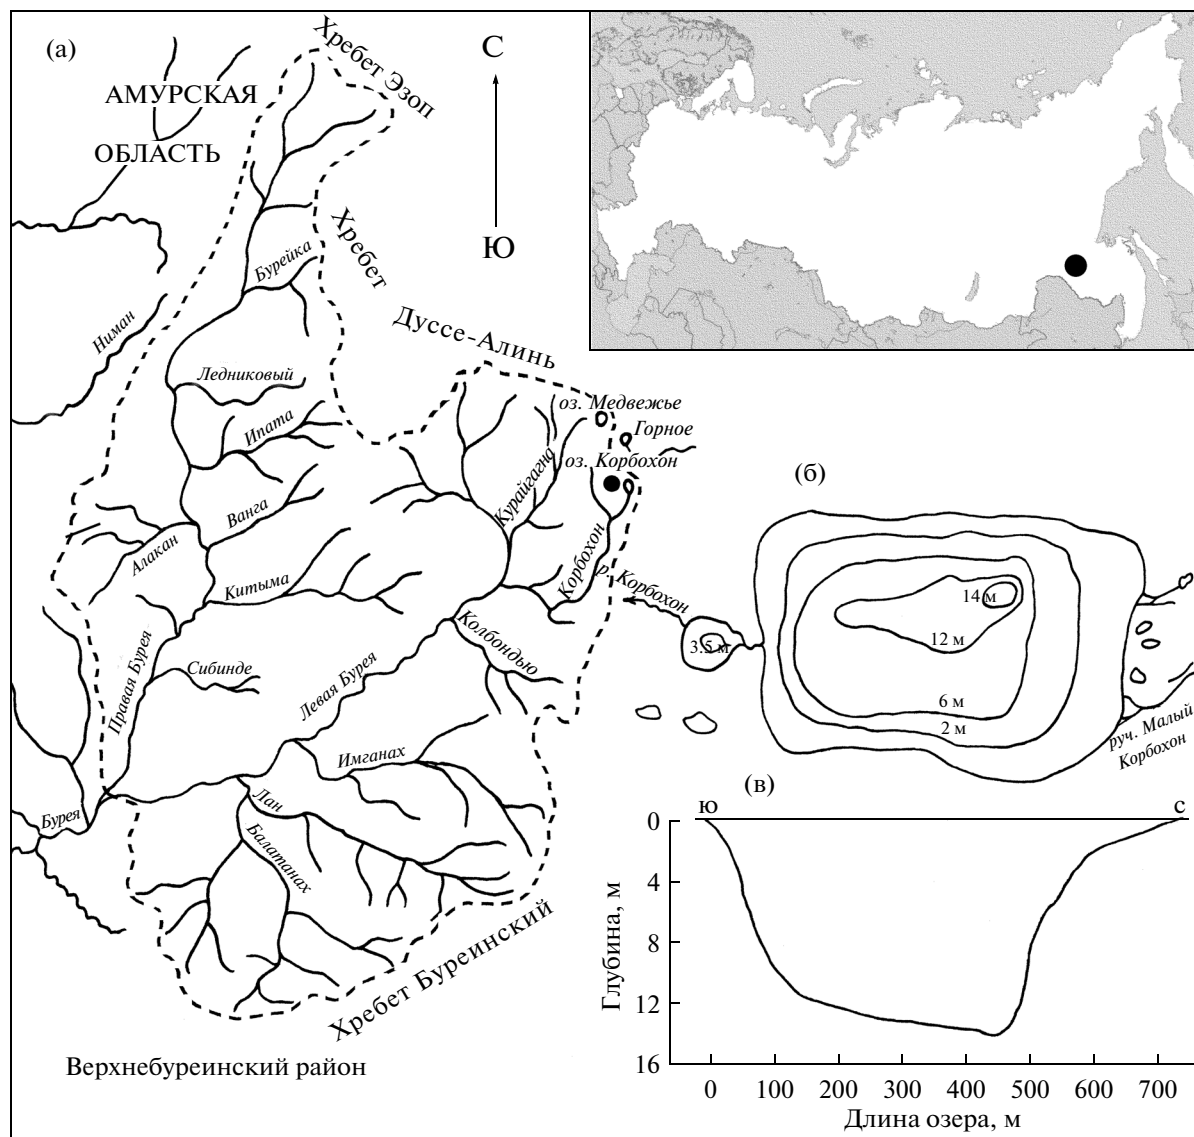 (а)
Хребет Эзоп
С
Ю
АМУРСКАЯ
ОБЛАСТЬ
Хребет
Дуссе-Алинь
Бурейка
Ниман
Ледниковый
Ипата
Ванга
Алакан
Китыма
Правая Бурея
Сибинде
Левая Бурея
Курайгагна
оз. Медвежье
Горное
оз. Корбохон
Корбохон
р. Корбохон
Колбондью
Имганах
Лан
Балатанах
Бурея
Хребет Буреинский
Верхнебуреинский район
(б)
14 м
12 м
3.5 м
6 м
2 м
руч. Малый
Корбохон
(в)
Ю
С
0
4
8
12
16
Глубина, м
0 100 200 300 400 500 600 700
Длина озера, м